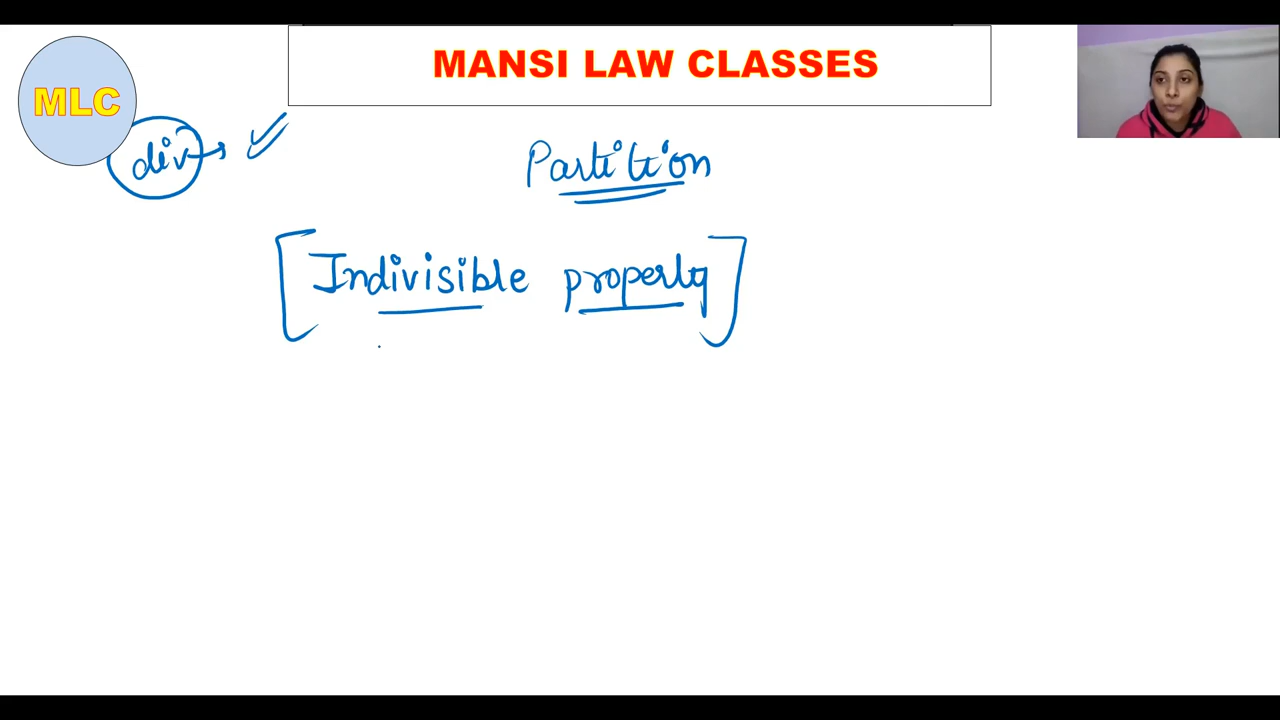 MANSI LAW CLASSES
MLC
div
Partition
Indivisible property